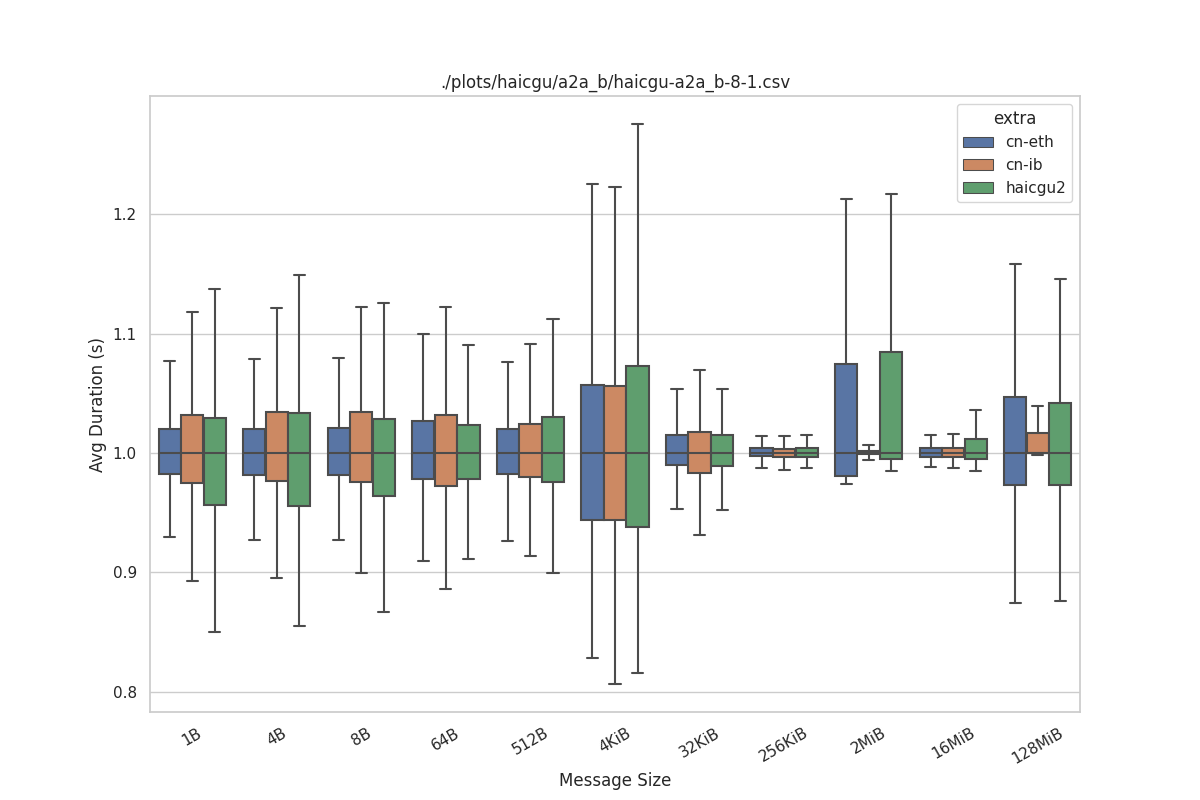 ./plots/haicgu/a2a_b/haicgu-a2a_b-8-1.csv
extra
cn-eth
cn-ib
haicgu2
Avg Duration (s)
1.2
1.1
1.0
0.9
0.8
1B 4B 8B 64B 512B 4KiB 32KiB 256KiB 2MiB 16MiB 128MiB
Message Size